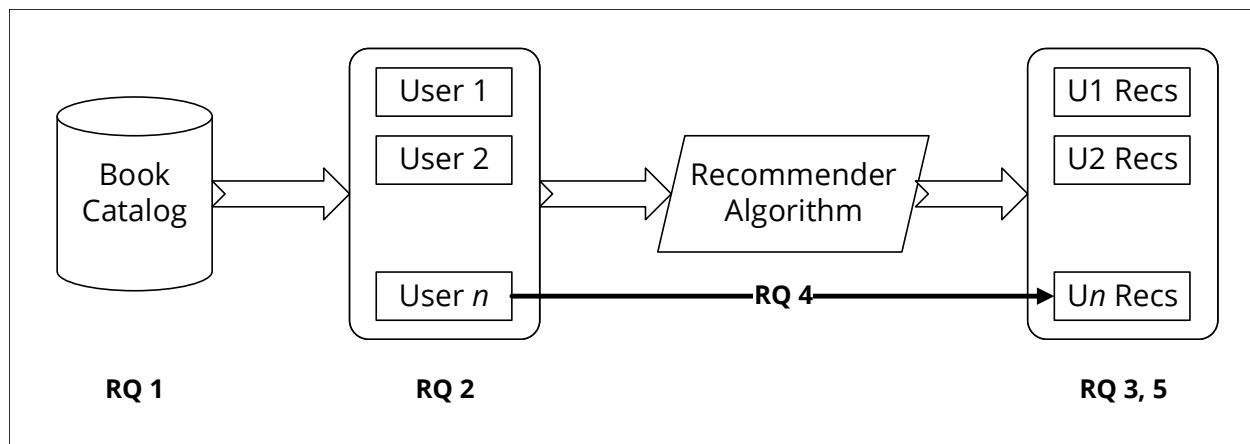 Book
Catalog
User 1
User 2
User n
Recommender
Algorithm
RQ 4
U1 Recs
U2 Recs
Un Recs
RQ 1
RQ 2
RQ 3, 5